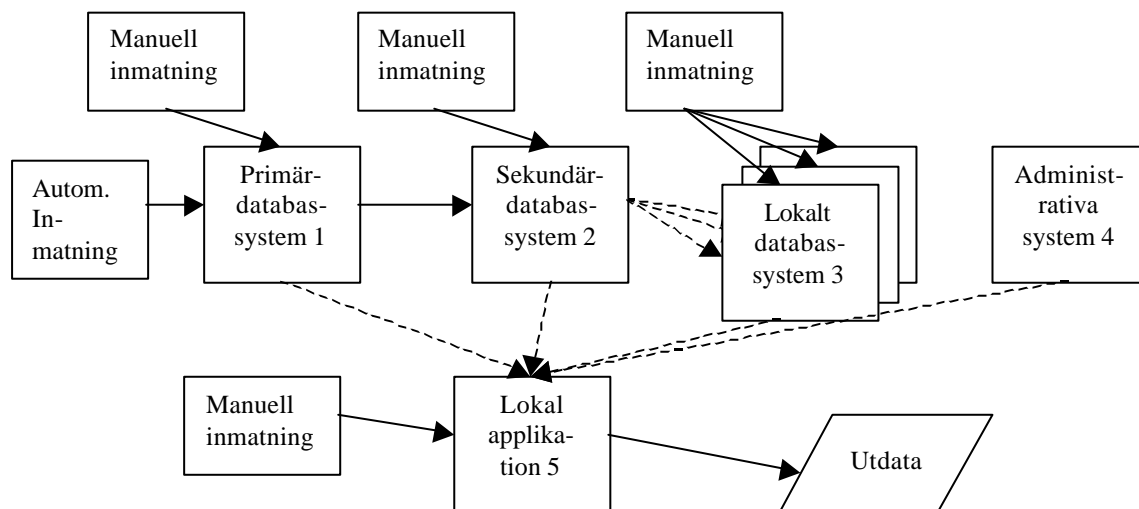 Manuell
inmatning
Manuell
inmatning
Manuell
inmatning
Autom.
In-
matning
Primär-
databas-
system 1
Sekundär-
databas-
system 2
Lokalt
databas-
system 3
Administ-
rativa
system 4
Manuell
inmatning
Lokal
applika-
tion 5
Utdata